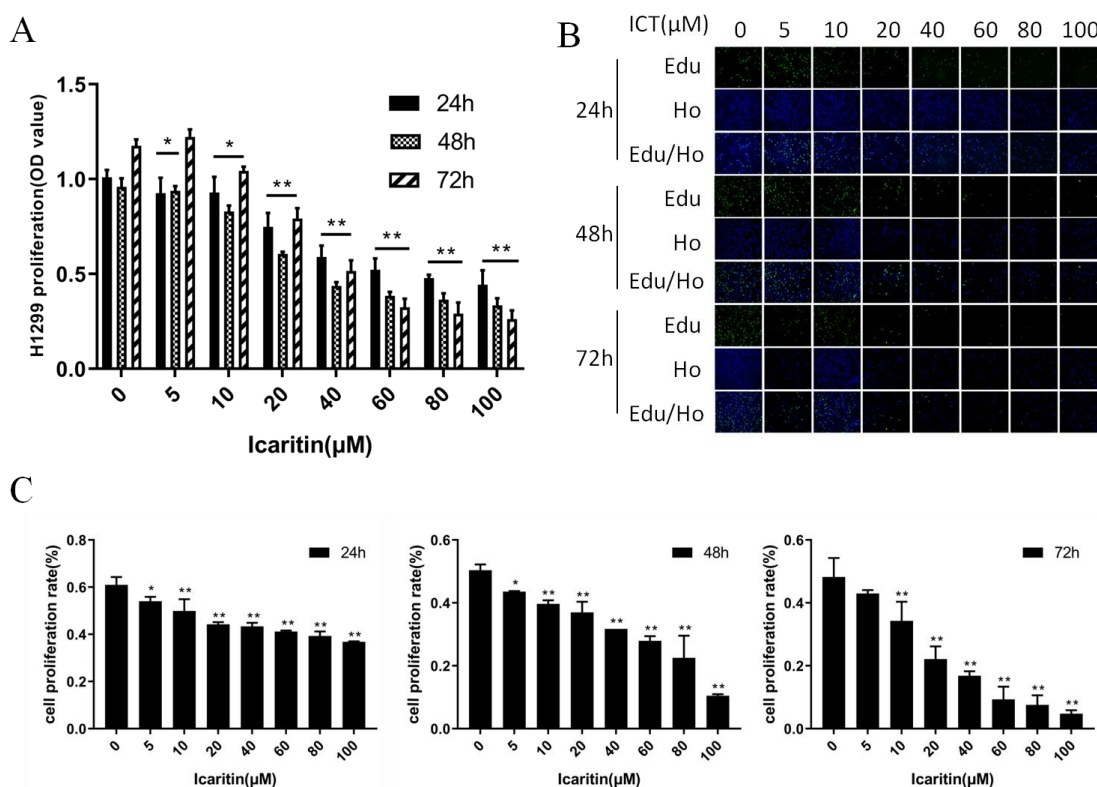 A
H1299 proliferation(OD value)
1.5
1.0
0.5
0.0
24h
48h
72h
*
*
**
**
**
**
**
0 5 10 20 40 60 80 100
Icaritin(μM)
B
ICT(μM) 0 5 10 20 40 60 80 100
24h
Edu
Ho
Edu/Ho
48h
Edu
Ho
Edu/Ho
72h
Edu
Ho
Edu/Ho
C
cell proliferation rate(%)
0.8
0.6
0.4
0.2
0.0
24h
* ** ** ** ** ** **
0 5 10 20 40 60 80 100
Icaritin(μM)
cell proliferation rate(%)
0.6
0.4
0.2
0.0
48h
* ** ** ** ** ** **
0 5 10 20 40 60 80 100
Icaritin(μM)
cell proliferation rate(%)
0.6
0.4
0.2
0.0
72h
** ** ** ** ** **
0 5 10 20 40 60 80 100
Icaritin(μM)